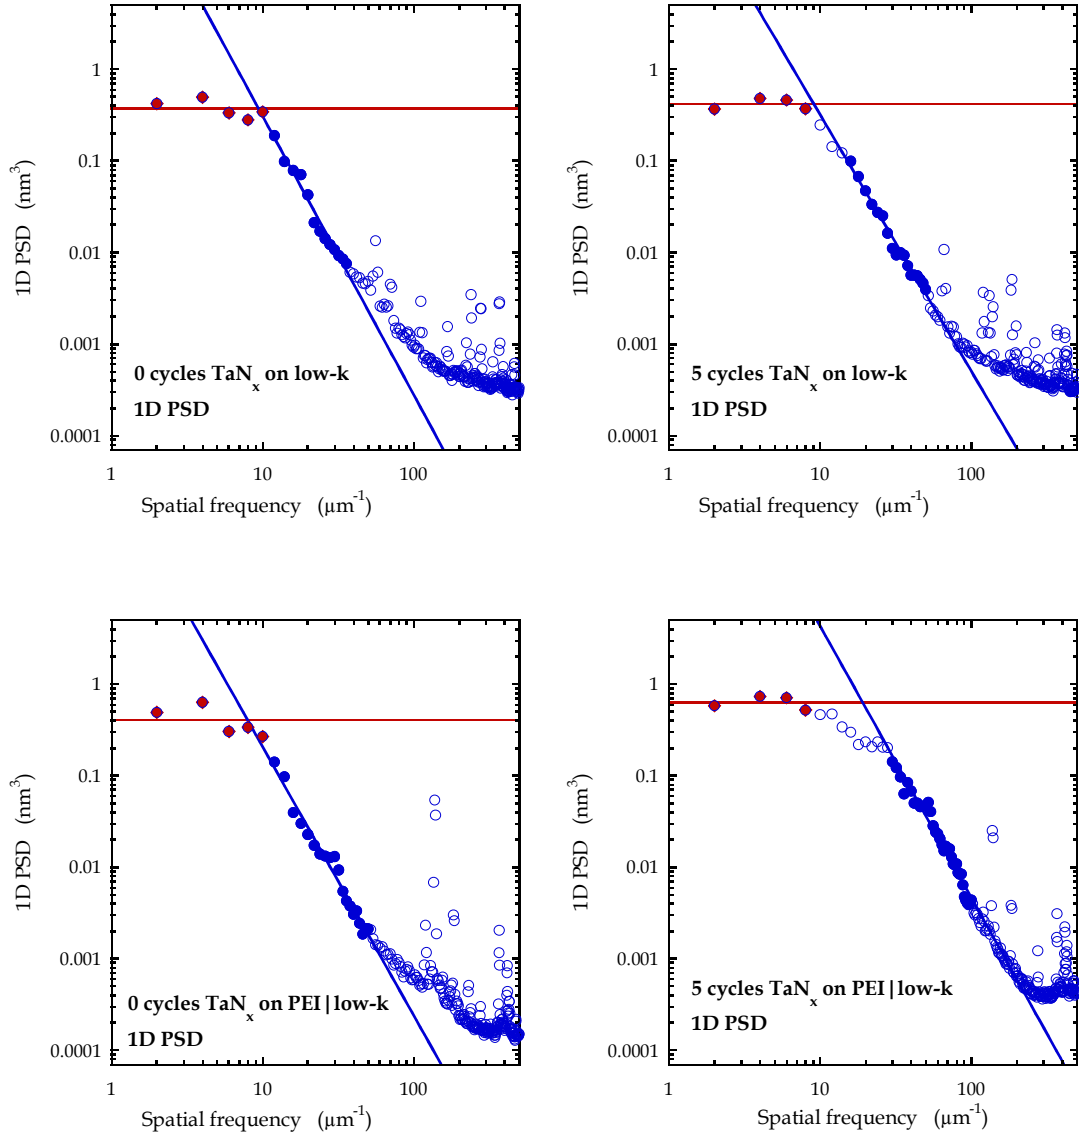 1
0.1
0.01
0.001
0.0001
1D PSD (nm³)
0 cycles TaNₓ on low-k
1D PSD
1 10 100
Spatial frequency (µm⁻¹)
1
0.1
0.01
0.001
0.0001
1D PSD (nm³)
5 cycles TaNₓ on low-k
1D PSD
1 10 100
Spatial frequency (µm⁻¹)
1
0.1
0.01
0.001
0.0001
1D PSD (nm³)
0 cycles TaNₓ on PEI|low-k
1D PSD
1 10 100
Spatial frequency (µm⁻¹)
1
0.1
0.01
0.001
0.0001
1D PSD (nm³)
5 cycles TaNₓ on PEI|low-k
1D PSD
1 10 100
Spatial frequency (µm⁻¹)